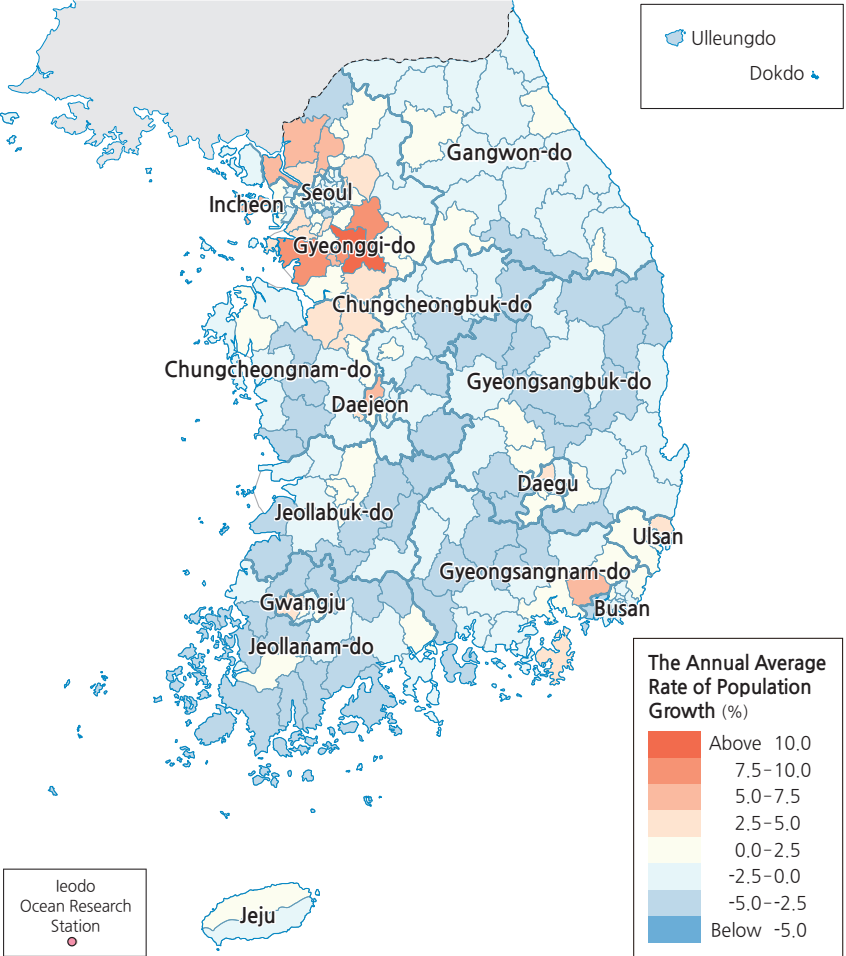 Ulleungdo
Dokdo
Gangwon-do
Seoul
Incheon
Gyeonggi-do
Chungcheongbuk-do
Chungcheongnam-do
Gyeongsangbuk-do
Daejeon
Daegu
Jeollabuk-do
Ulsan
Gyeongsangnam-do
Gwangju
Busan
Jeollanam-do
The Annual Average
Rate of Population
Growth (%)
Above 10.0
7.5-10.0
5.0-7.5
2.5-5.0
0.0-2.5
-2.5-0.0
-5.0--2.5
Below -5.0
Ieodo
Ocean Research
Station
Jeju